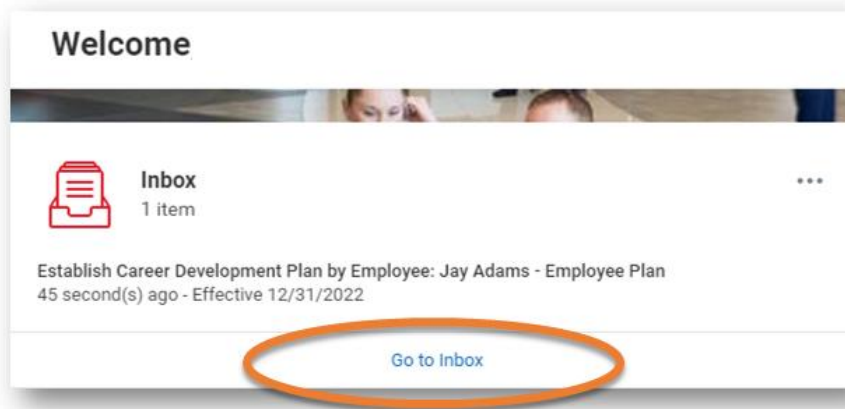 Welcome
Inbox
1 item
Establish Career Development Plan by Employee: Jay Adams - Employee Plan
45 second(s) ago - Effective 12/31/2022
Go to Inbox